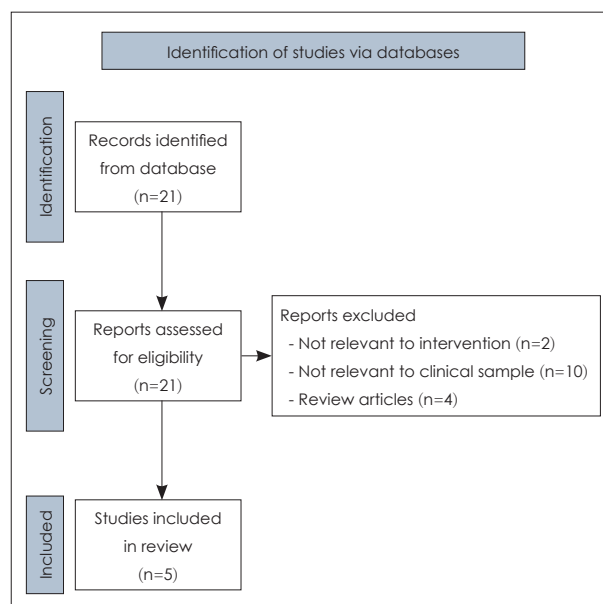 Identification of studies via databases
Identification
Records identified
from database
(n=21)
Screening
Reports assessed
for eligibility
(n=21)
Reports excluded
- Not relevant to intervention (n=2)
- Not relevant to clinical sample (n=10)
- Review articles (n=4)
Included
Studies included
in review
(n=5)